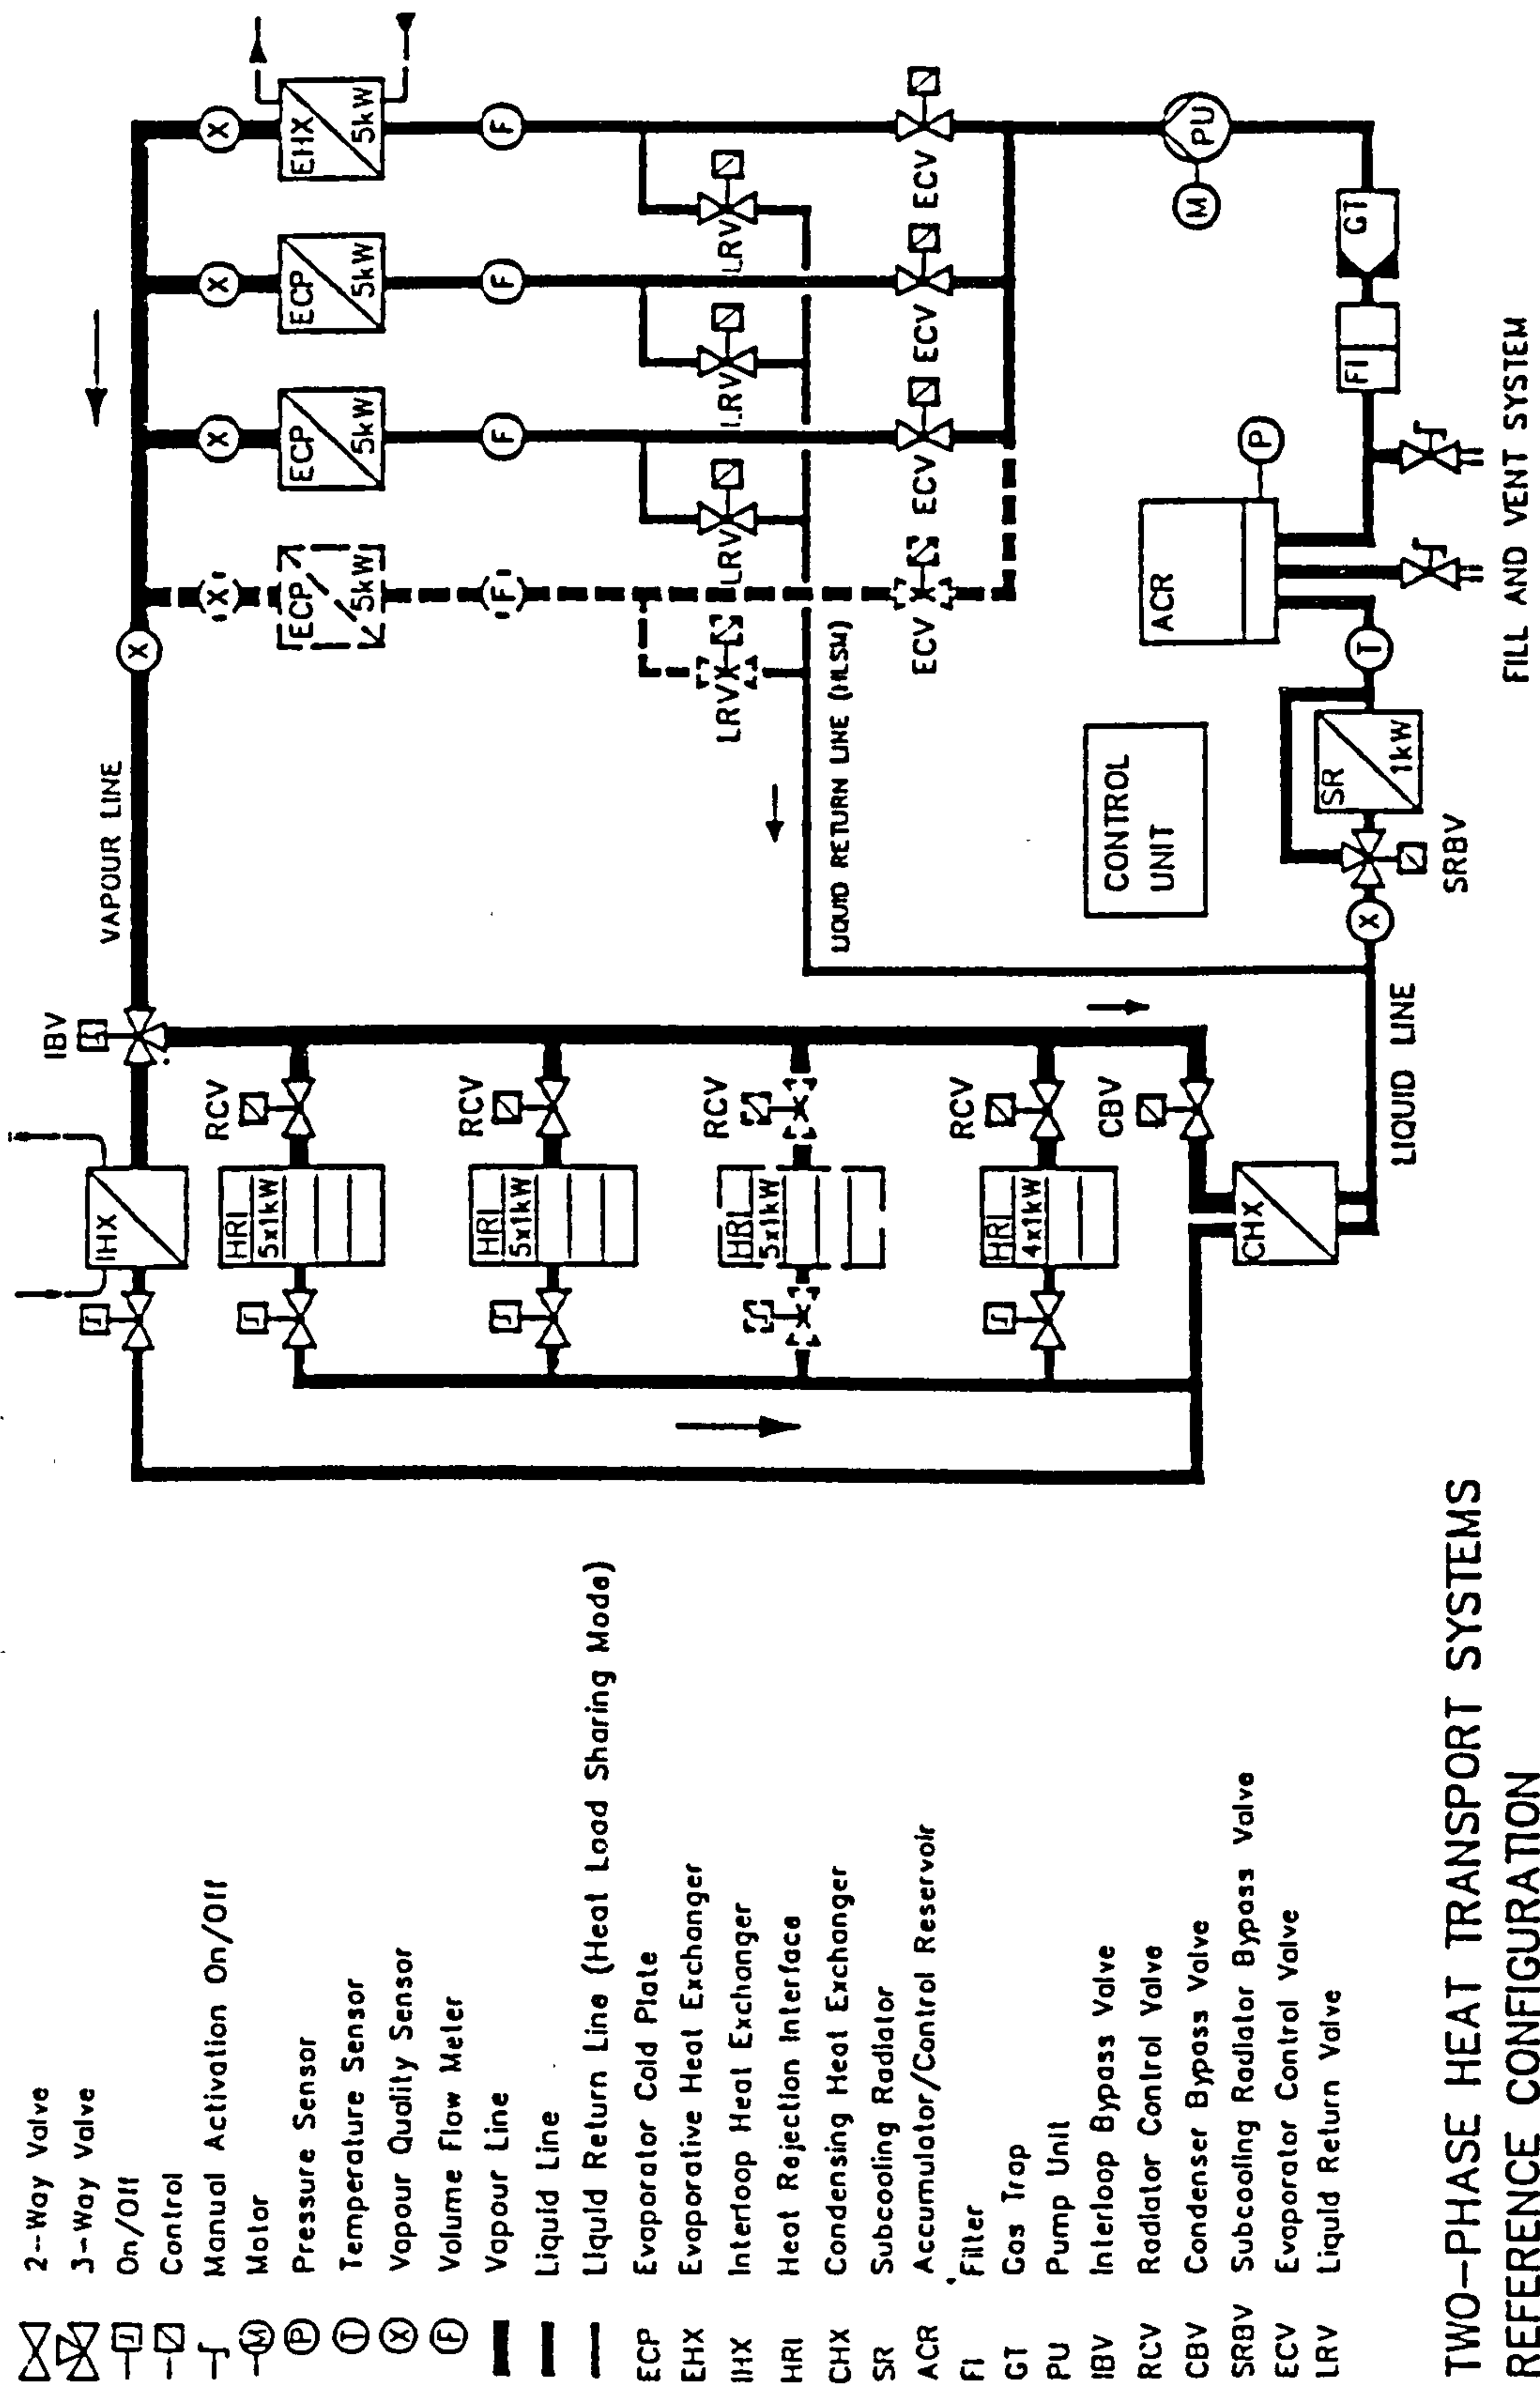 FILL AND VENT SYSTEM
VAPOUR LINE
LIQUID RETURN LINE (HLSM)
LIQUID LINE
CONTROL
UNIT
IBV
IHX
RCV
HRI
5x1kW
RCV
HRI
5x1kW
RCV
HRI
5x1kW
RCV
HRI
4x1kW
CBV
CHX
X
X
ECP
5kW
F
LRV
ECV
X
ECP
5kW
F
LRV
ECV
X
ECP
5kW
F
LRV
ECV
X
EHX
5kW
F
LRV
ECV
X
SRBV
SR
1kW
T
ACR
P
FI
GT
M
PU
2--Way Valve
3-Way Valve
On/Off
Control
Manual Activation On/Off
M Motor
P Pressure Sensor
T Temperature Sensor
X Vapour Quality Sensor
F Volume Flow Meter
Vapour Line
Liquid Line
Liquid Return Line (Heat Load Sharing Mode)
ECP Evaporator Cold Plate
EHX Evaporative Heat Exchanger
IHX Interloop Heat Exchanger
HRI Heat Rejection Interface
CHX Condensing Heat Exchanger
SR Subcooling Radiator
ACR Accumulator/Control Reservoir
FI Filter
GT Gas Trap
PU Pump Unit
IBV Interloop Bypass Valve
RCV Radiator Control Valve
CBV Condenser Bypass Valve
SRBV Subcooling Radiator Bypass Valve
ECV Evaporator Control Valve
LRV Liquid Return Valve
TWO-PHASE HEAT TRANSPORT SYSTEMS
REFERENCE CONFIGURATION